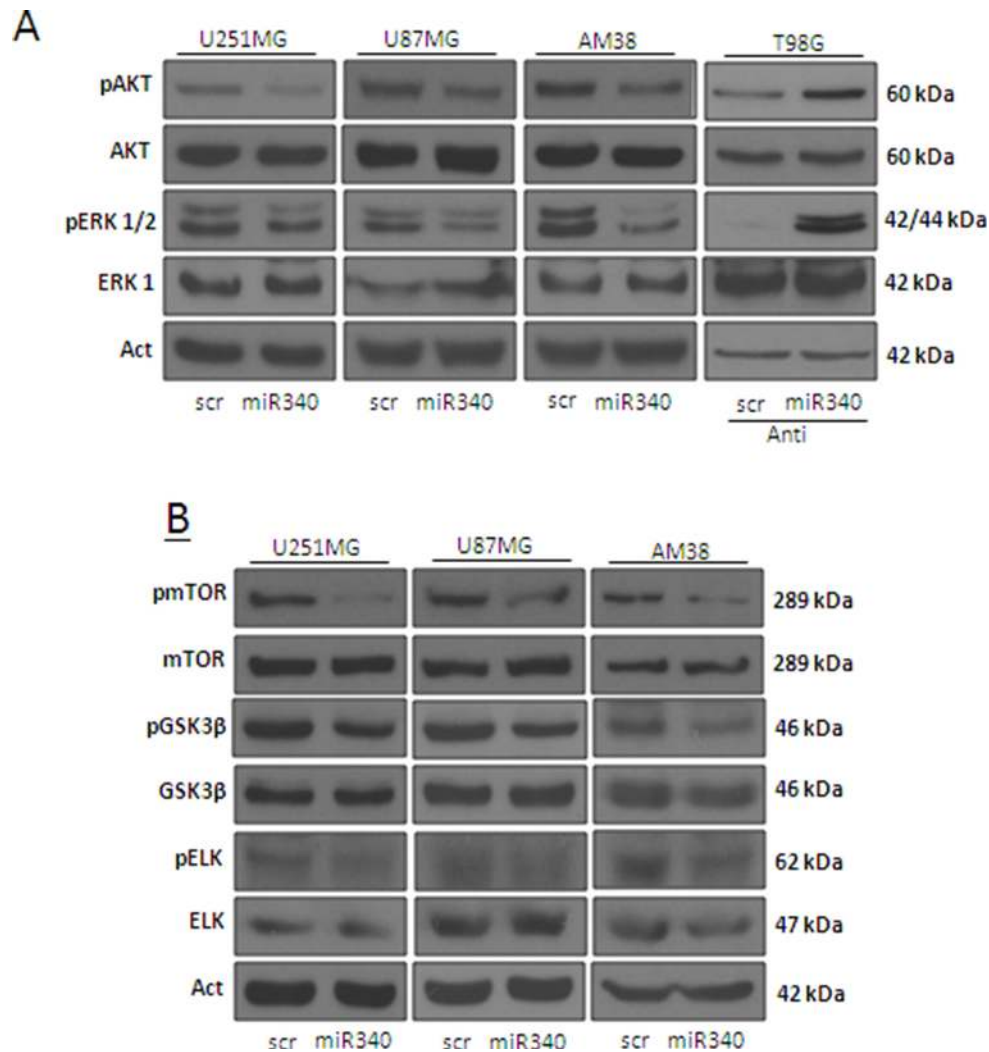 A
U251MG U87MG AM38 T98G
pAKT 60 kDa
AKT 60 kDa
pERK 1/2 42/44 kDa
ERK 1 42 kDa
Act 42 kDa
scr miR340 scr miR340 scr miR340 scr miR340
Anti
B
U251MG U87MG AM38
pmTOR 289 kDa
mTOR 289 kDa
pGSK3β 46 kDa
GSK3β 46 kDa
pELK 62 kDa
ELK 47 kDa
Act 42 kDa
scr miR340 scr miR340 scr miR340